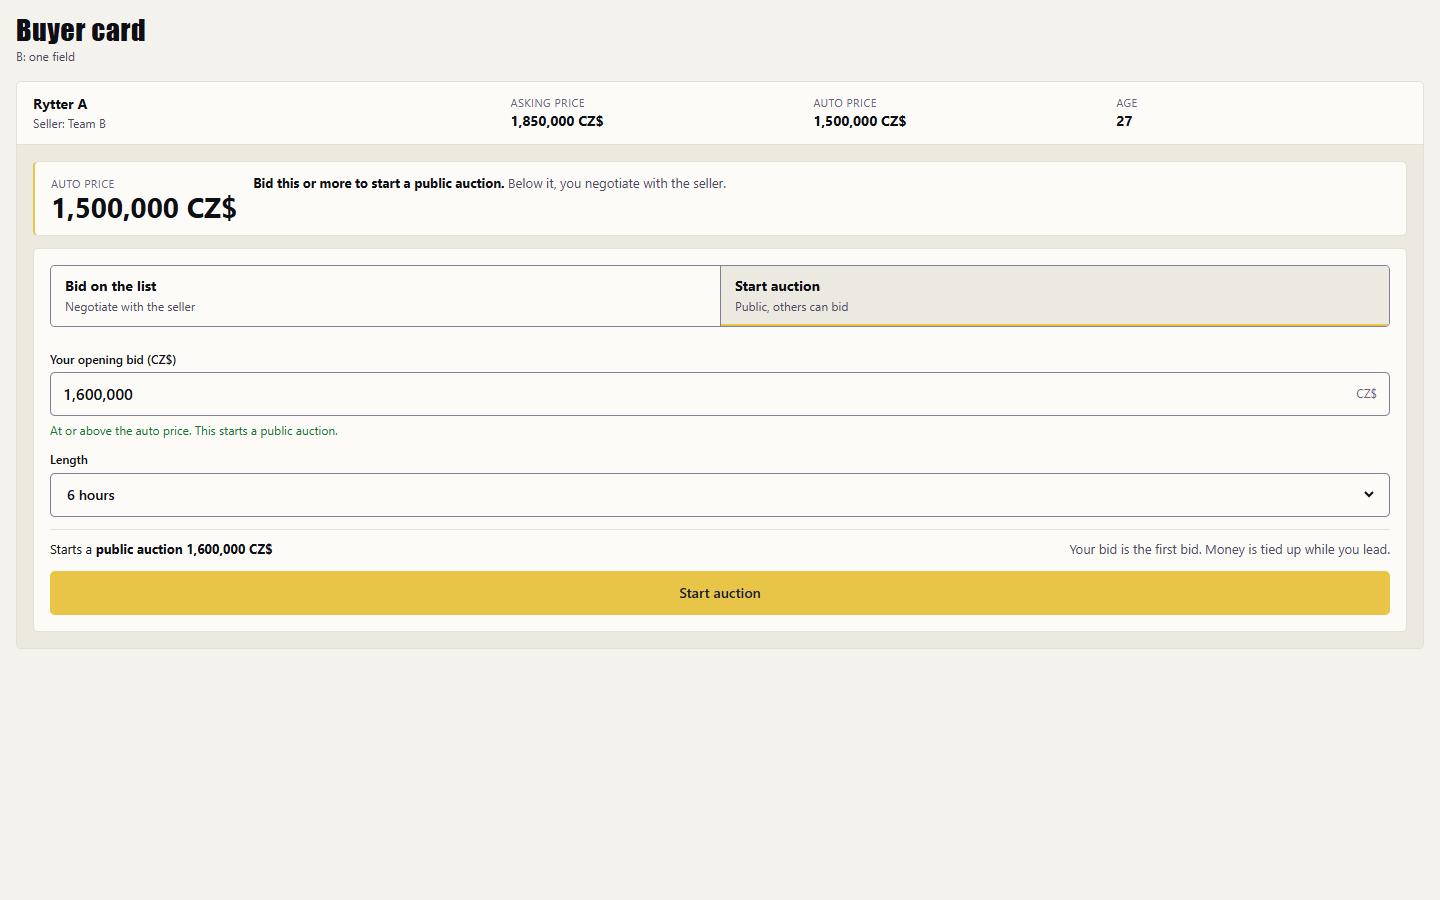 Buyer card
B: one field
Rytter A
Seller: Team B
ASKING PRICE
1,850,000 CZ$
AUTO PRICE
1,500,000 CZ$
AGE
27
AUTO PRICE
1,500,000 CZ$
Bid this or more to start a public auction. Below it, you negotiate with the seller.
Bid on the list
Negotiate with the seller
Start auction
Public, others can bid
Your opening bid (CZ$)
1,600,000
CZ$
At or above the auto price. This starts a public auction.
Length
6 hours
Starts a public auction 1,600,000 CZ$
Your bid is the first bid. Money is tied up while you lead.
Start auction